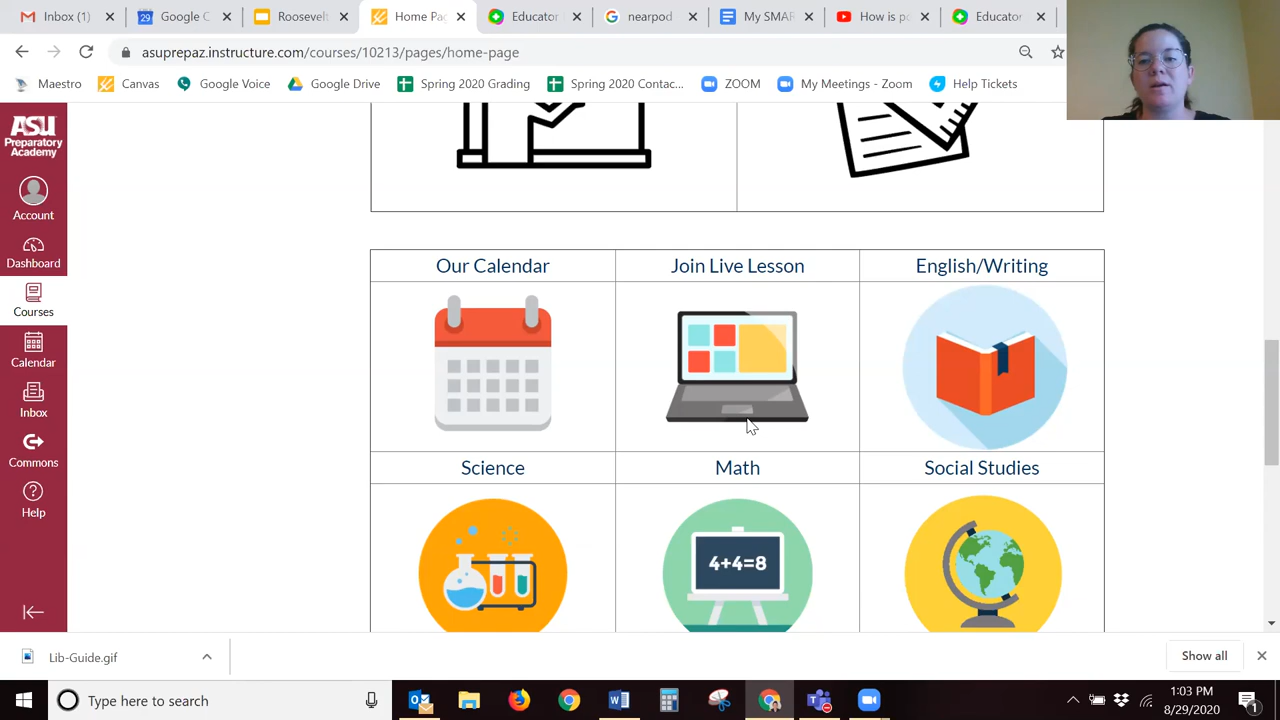 Inbox (1)
Google C
Roosevel
Home Pag
Educator
nearpod
My SMAR
How is po
Educator
asuprepaz.instructure.com/courses/10213/pages/home-page
Maestro
Canvas
Google Voice
Google Drive
Spring 2020 Grading
Spring 2020 Contac...
ZOOM
My Meetings - Zoom
Help Tickets
ASU
Preparatory
Academy
Account
Dashboard
Courses
Calendar
Inbox
Commons
Help
Our Calendar
Join Live Lesson
English/Writing
Science
Math
Social Studies
4+4=8
Lib-Guide.gif
Show all
Type here to search
1:03 PM
8/29/2020